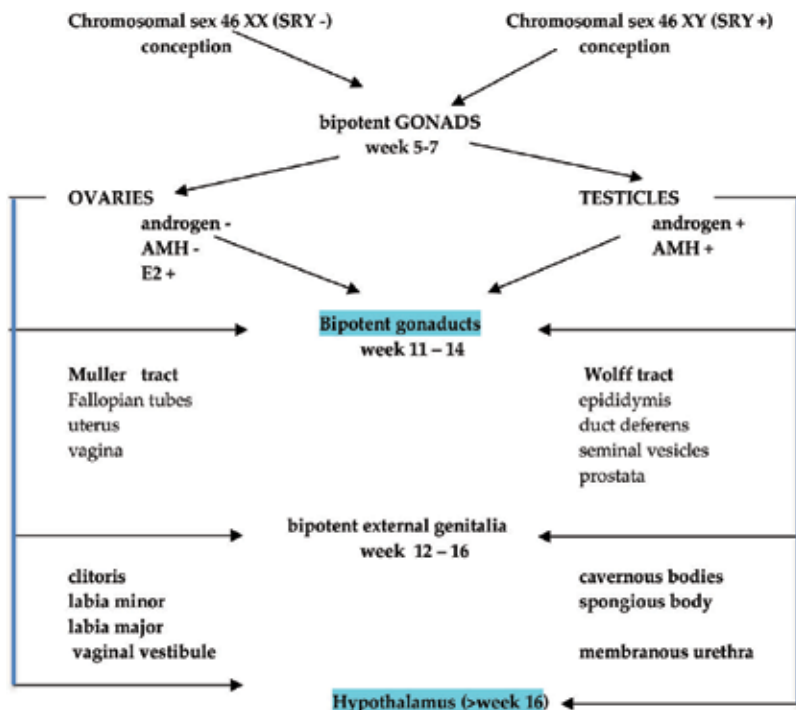 Chromosomal sex 46 XX (SRY -)
conception
Chromosomal sex 46 XY (SRY +)
conception
bipotent GONADS
week 5-7
OVARIES
androgen -
AMH -
E2 +
TESTICLES
androgen +
AMH +
Bipotent gonaducts
week 11 – 14
Muller tract
Fallopian tubes
uterus
vagina
Wolff tract
epididymis
duct deferens
seminal vesicles
prostata
bipotent external genitalia
week 12 – 16
clitoris
labia minor
labia major
vaginal vestibule
cavernous bodies
spongious body
membranous urethra
Hypothalamus (>week 16)